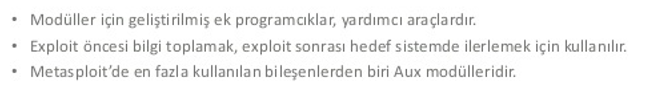 • Modüller için geliştirilmiş ek programcıklar, yardımcı araçlardır.
• Exploit öncesi bilgi toplamak, exploit sonrası hedef sistemde ilerlemek için kullanılır.
• Metasploit’de en fazla kullanılan bileşenlerden biri Aux modülleridir.